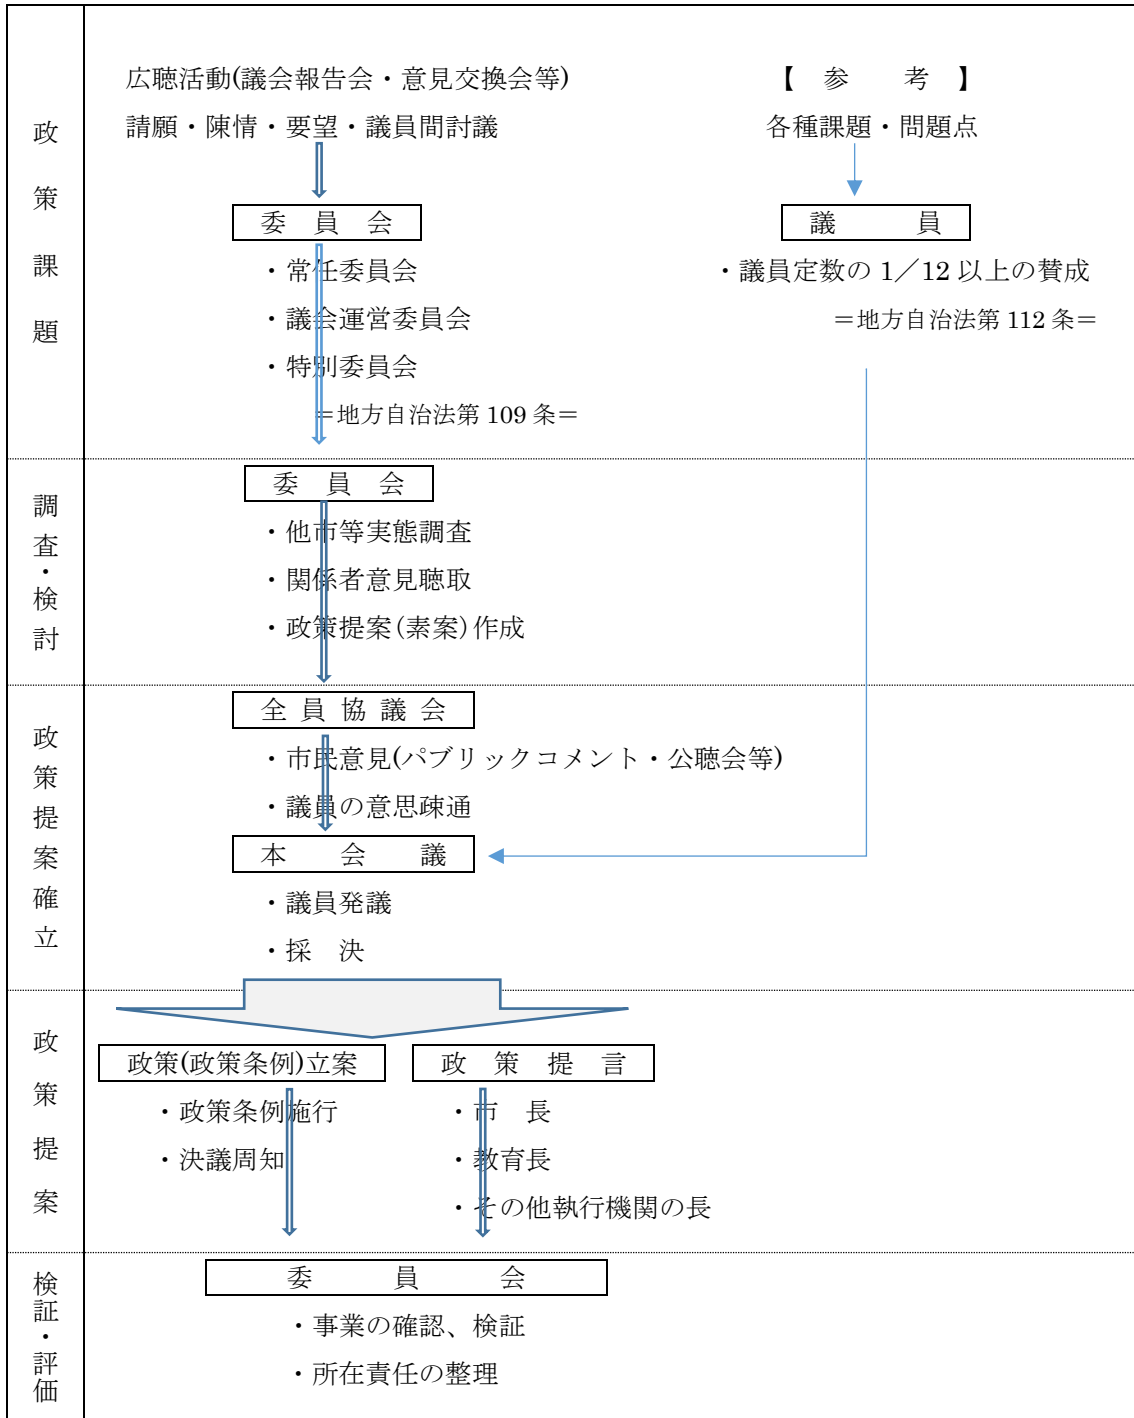 政策課題
広聴活動(議会報告会・意見交換会等)
請願・陳情・要望・議員間討議
委 員 会
・常任委員会
・議会運営委員会
・特別委員会
＝地方自治法第 109 条＝
【 参 考 】
各種課題・問題点
議 員
・議員定数の 1／12 以上の賛成
＝地方自治法第 112 条＝
調査・検討
委 員 会
・他市等実態調査
・関係者意見聴取
・政策提案(素案)作成
政策提案確立
全 員 協 議 会
・市民意見(パブリックコメント・公聴会等)
・議員の意思疎通
本 会 議
・議員発議
・採 決
政策提案
政策(政策条例)立案
・政策条例施行
・決議周知
政 策 提 言
・市 長
・教育長
・その他執行機関の長
検証・評価
委 員 会
・事業の確認、検証
・所在責任の整理